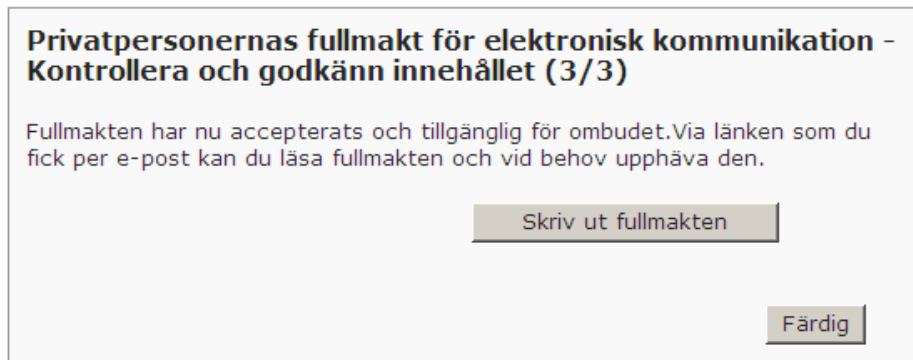 Privatpersonernas fullmakt för elektronisk kommunikation -
Kontrollera och godkänn innehållet (3/3)
Fullmakten har nu accepterats och tillgänglig för ombudet.Via länken som du
fick per e-post kan du läsa fullmakten och vid behov upphäva den.
Skriv ut fullmakten
Färdig